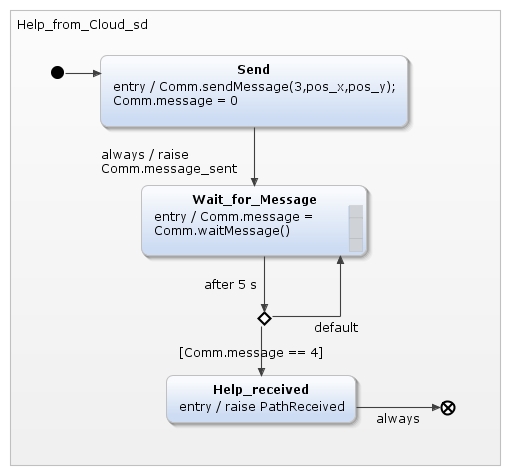 Help_from_Cloud_sd
Send
entry / Comm.sendMessage(3,pos_x,pos_y);
Comm.message = 0
always / raise
Comm.message_sent
Wait_for_Message
entry / Comm.message =
Comm.waitMessage()
after 5 s
default
[Comm.message == 4]
Help_received
entry / raise PathReceived
always